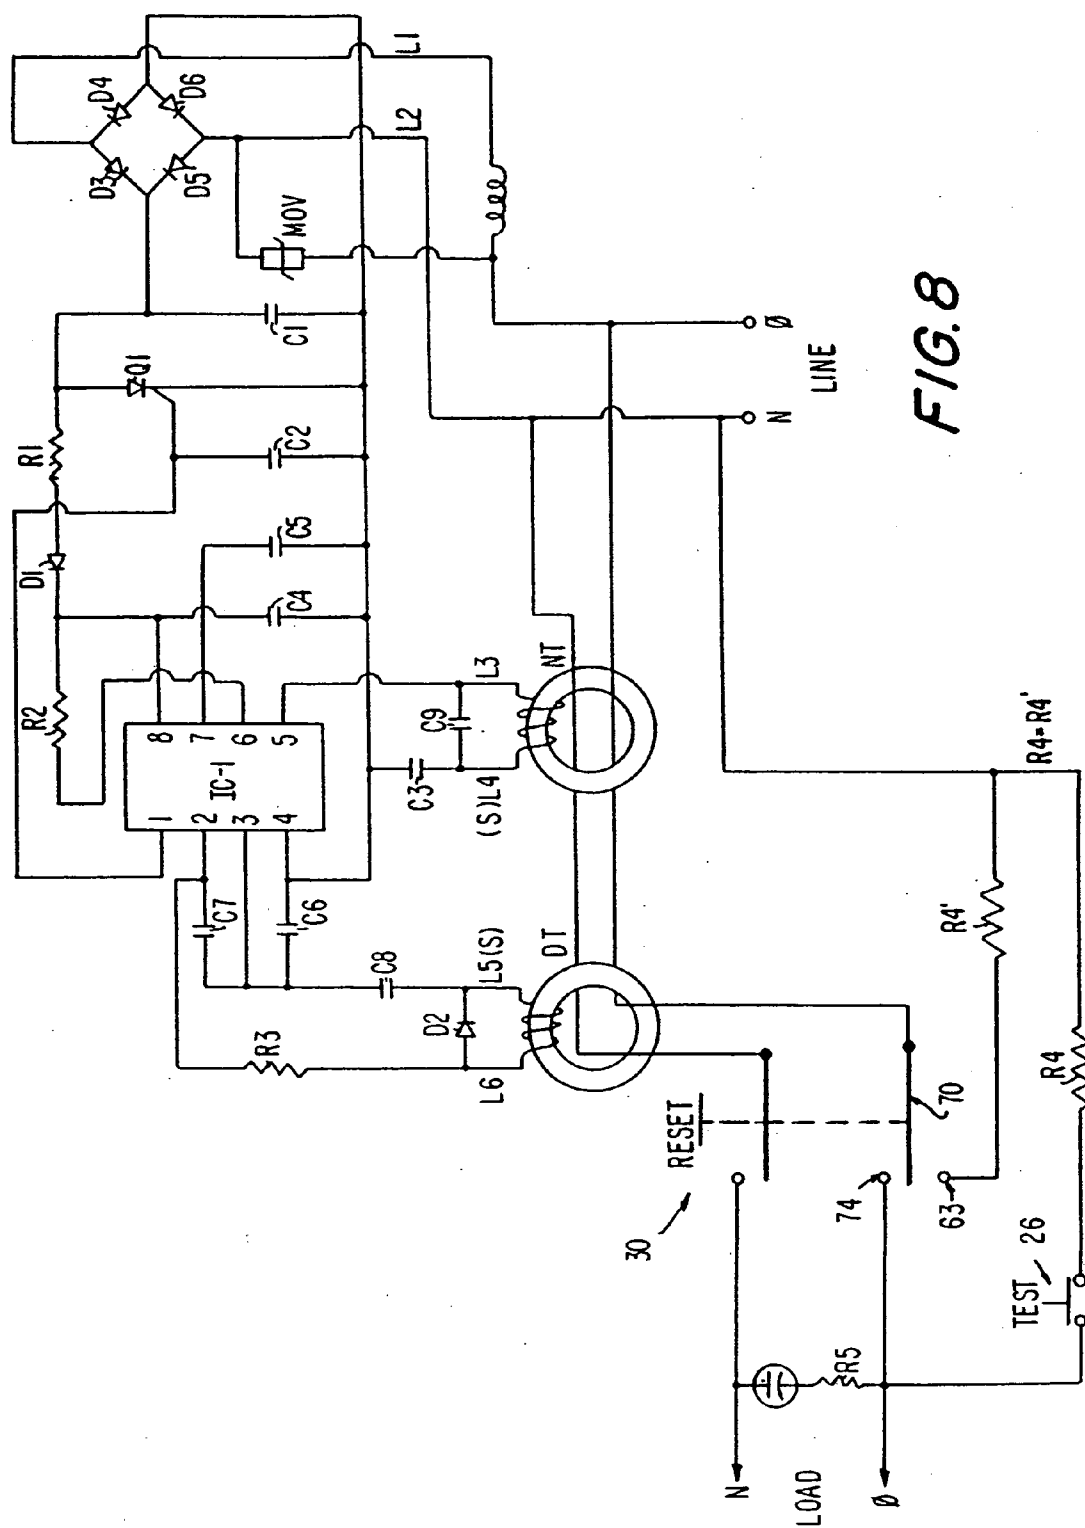 L1
L2
D4
D6
D3
D5
MOV
C1
Q1
R1
C2
D1
C5
C4
R2
IC-1
1
2
3
4
8
7
6
5
C7
C6
C3
C9
L3
(S)L4
NT
C8
L5(S)
D2
R3
L6
DT
LINE
Ø
N
R4=R4'
R4'
R4
RESET
30
70
74
63
TEST
26
R5
N
LOAD
Ø
FIG. 8